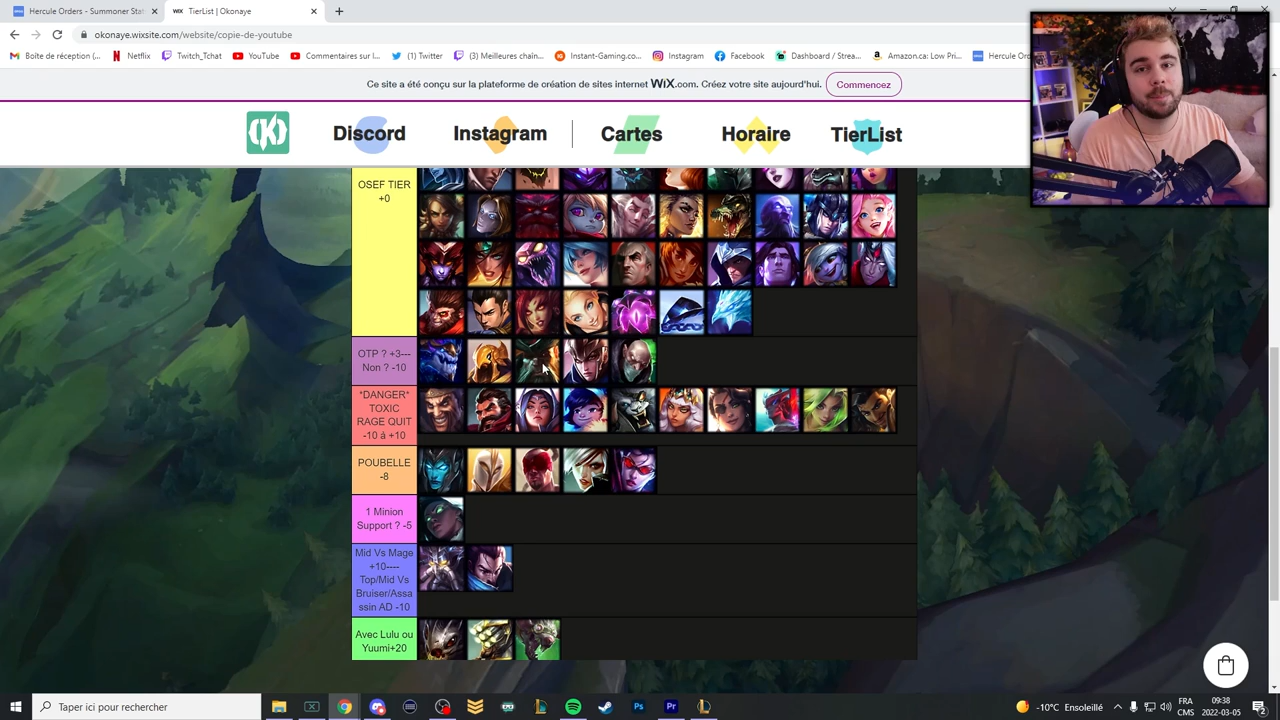 Hercule Orders - Summoner Sta
TierList | Okonaye
okonaye.wixsite.com/website/copie-de-youtube
Boîte de réception (...
Netflix
Twitch_Tchat
YouTube
Commentaires sur l...
(1) Twitter
(3) Meilleures chaîn...
Instant-Gaming.co...
Instagram
Facebook
Dashboard / Strea...
Amazon.ca: Low Pri...
Hercule Or
Ce site a été conçu sur la plateforme de création de sites internet WiX.com. Créez votre site aujourd'hui.
Commencez
Discord
Instagram
Cartes
Horaire
TierList
OSEF TIER
+0
OTP ? +3---
Non ? -10
*DANGER*
TOXIC
RAGE QUIT
-10 á +10
POUBELLE
-8
1 Minion
Support ? -5
Mid Vs Mage
+10----
Top/Mid Vs
Bruiser/Assa
ssin AD -10
Avec Lulu ou
Yuumi+20
Taper ici pour rechercher
-10°C Ensoleillé
FRA
CMS
09:38
2022-03-05
2